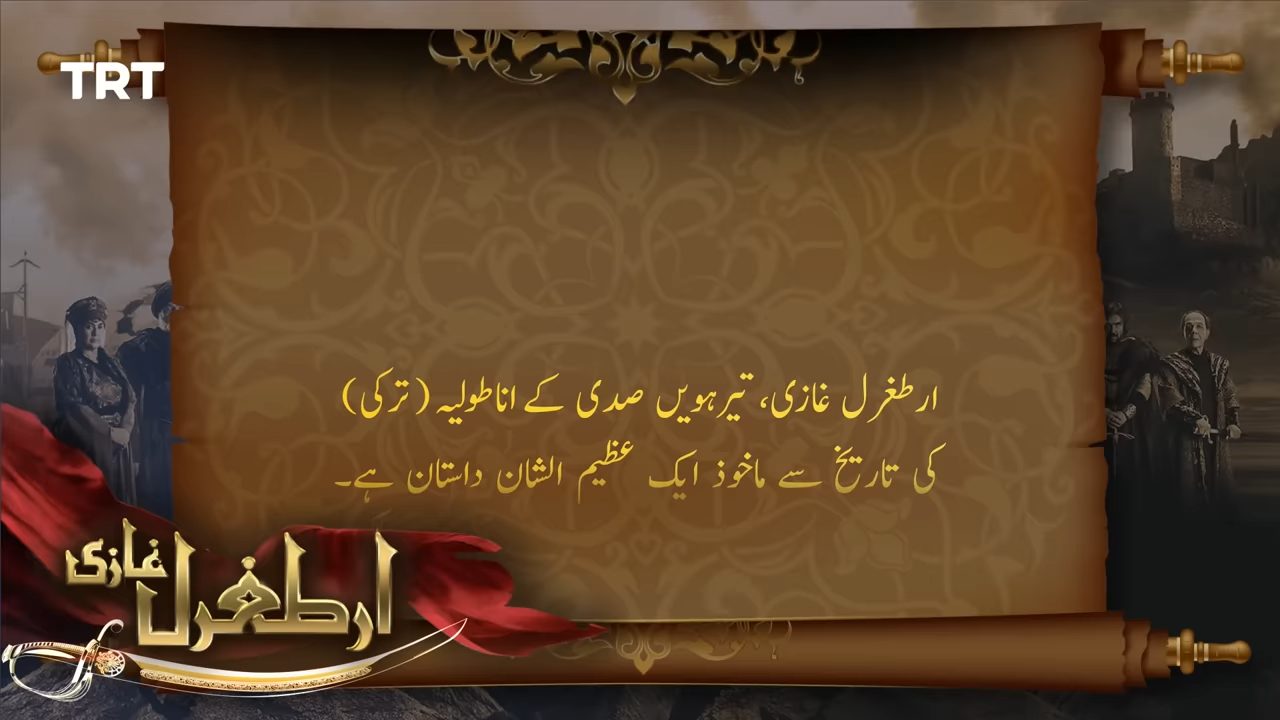 TRT
ارطغرل غازی، تیرہویں صدی کے اناطولیہ (ترکی)
کی تاریخ سے ماخوذ ایک عظیم الشان داستان ہے۔
ارطغرل غازی